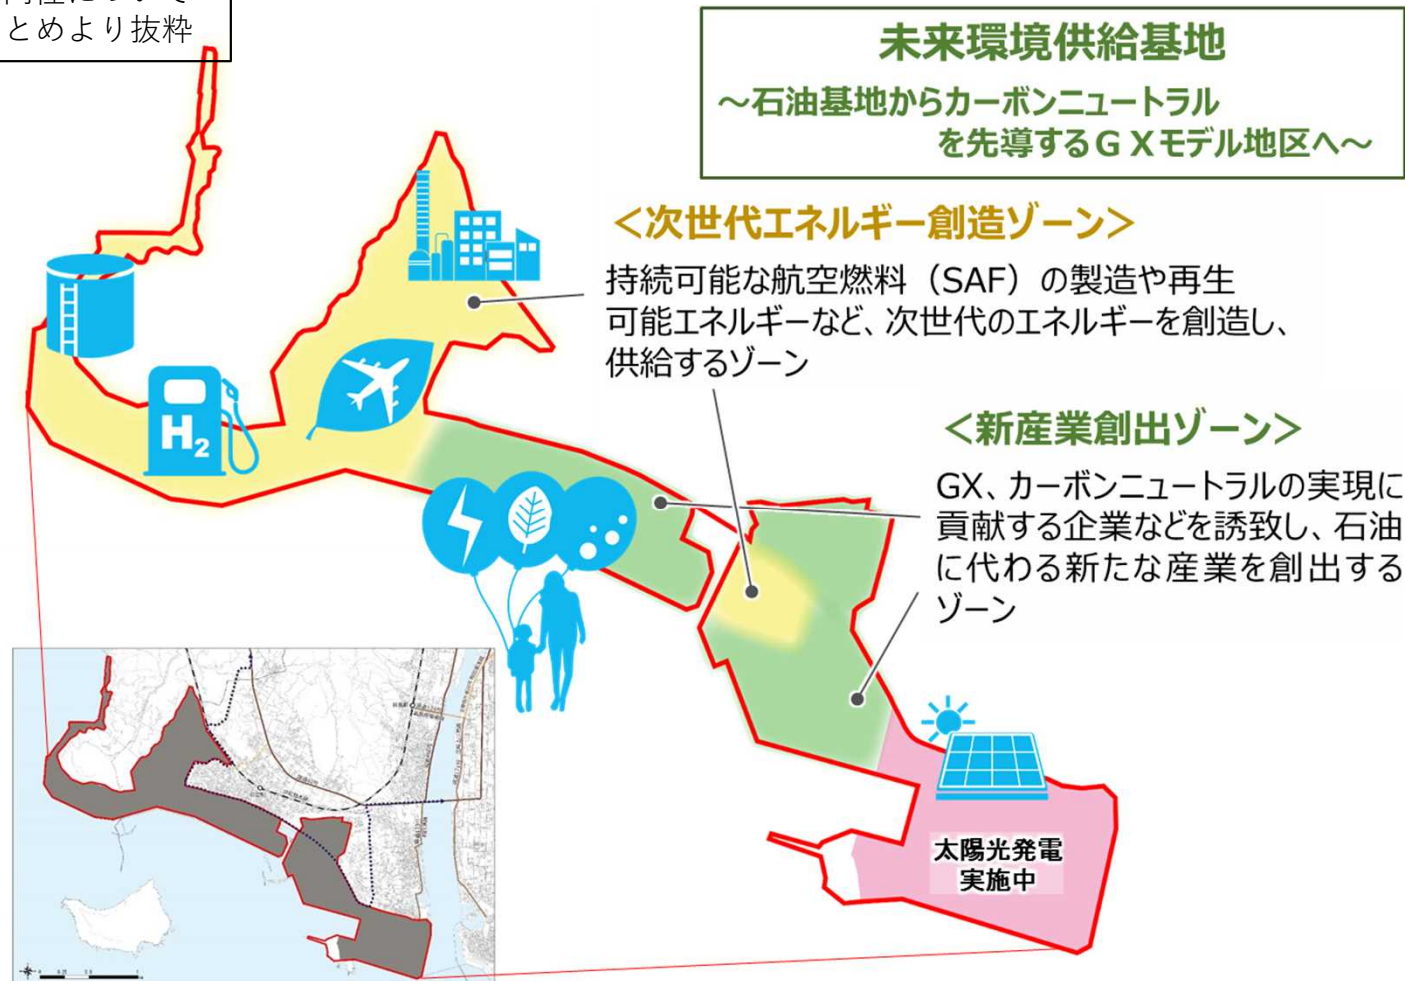 とめより抜粋
未来環境供給基地
～石油基地からカーボンニュートラル
を先導するＧＸモデル地区へ～
＜次世代エネルギー創造ゾーン＞
持続可能な航空燃料（SAF）の製造や再生
可能エネルギーなど、次世代のエネルギーを創造し、
供給するゾーン
H2
＜新産業創出ゾーン＞
GX、カーボンニュートラルの実現に
貢献する企業などを誘致し、石油
に代わる新たな産業を創出する
ゾーン
太陽光発電
実施中